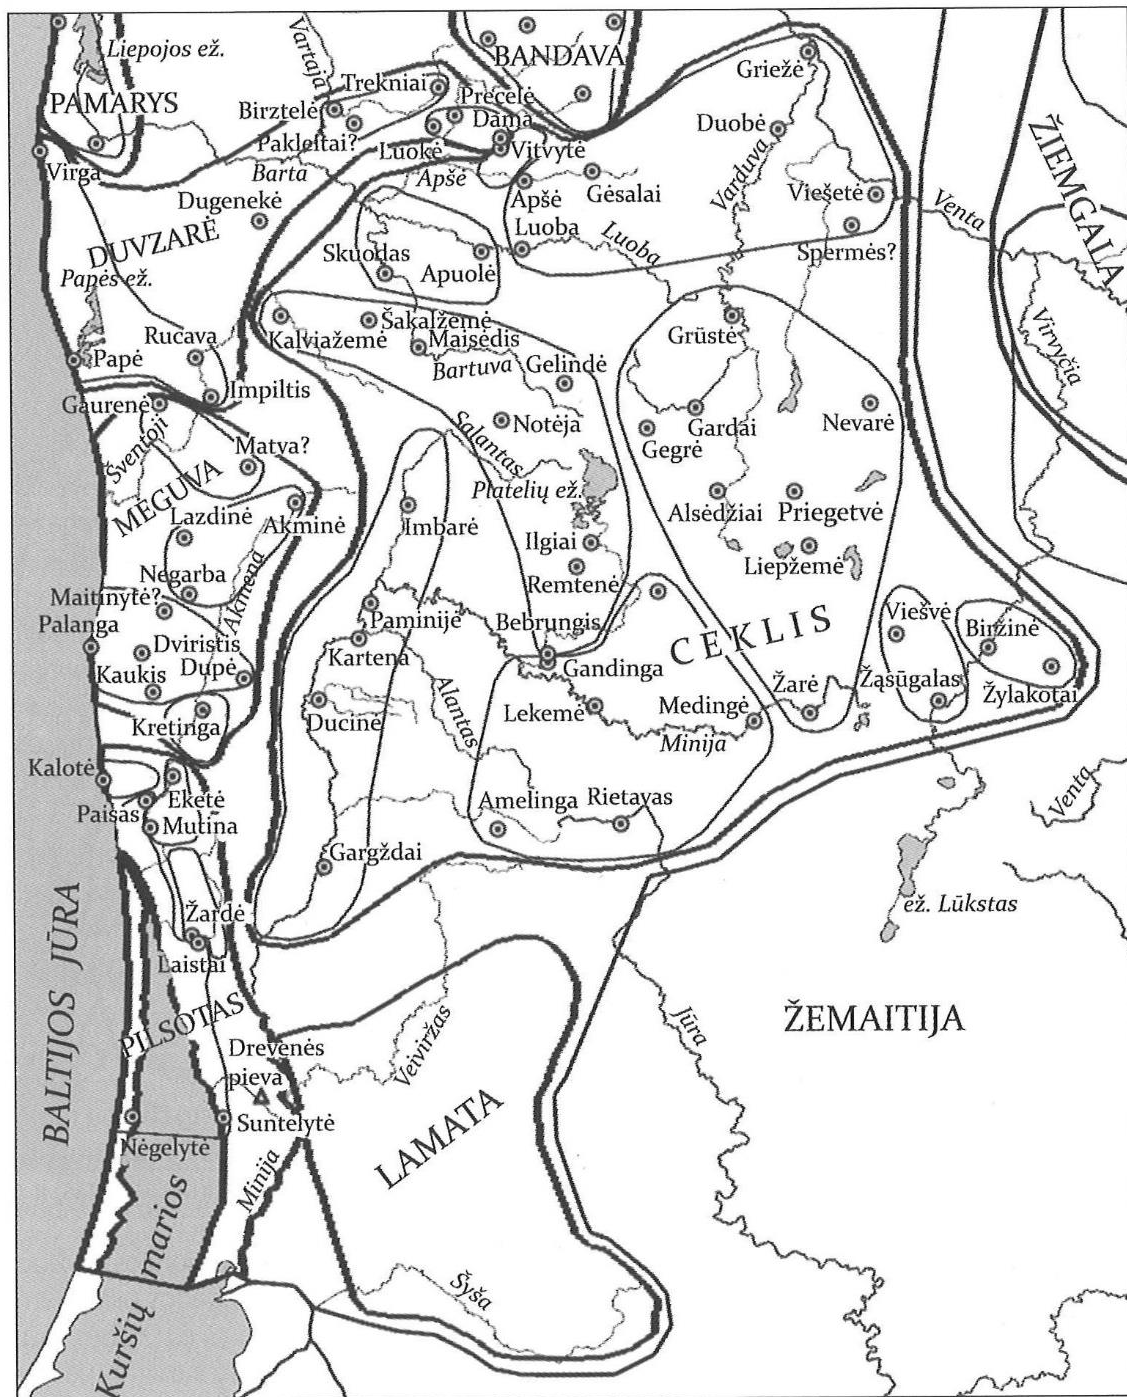 Liepojos ež.
Vartaja
BANDAVA
Griežė
PAMARYS
Trekniai
Birztelė
Precelė
Dama
Duobė
ŽIEMGALA
Pakleitai?
Luokė
Vitvytė
Virga
Barta
Apšė
Varduva
Dugenekė
Apšė
Gėsalai
Viešetė
Venta
DUVZARĖ
Luoba
Luoba
Skuodas
Apuolė
Spermės?
Papės ež.
Virvyčia
Rucava
Kalviažemė
Šakalžemė
Maisėdis
Grūstė
Papė
Bartuva
Gelindė
Impiltis
Gaurenė
Notėja
Gardai
Nevarė
Šventoji
Matva?
Salantas
Gegrė
MĖGUVA
Platelių ež.
Lazdinė
Akminė
Imbarė
Alsėdžiai
Priegetvė
Ilgiai
Liepžemė
Negarba
Akmena
Remtenė
Maitinytė?
Palanga
Paminijė
Bebrungis
CEKLIS
Viešvė
Biržinė
Dviristis
Kartena
Gandinga
Kaukis
Dupė
Alantas
Žarė
Žąsūgalas
Žylakotai
Kretinga
Ducinė
Lekemė
Medingė
Minija
Kalotė
Eketė
Venta
Paisas
Mutina
Amelinga
Rietavas
Gargždai
Žardė
ež. Lūkstas
Laistai
BALTIJOS JŪRA
PILSOTAS
Jūra
ŽEMAITIJA
Drevenės
pieva
Veiviržas
Suntelytė
LAMATA
Nėgelytė
Minija
Šyša
Kuršių marios